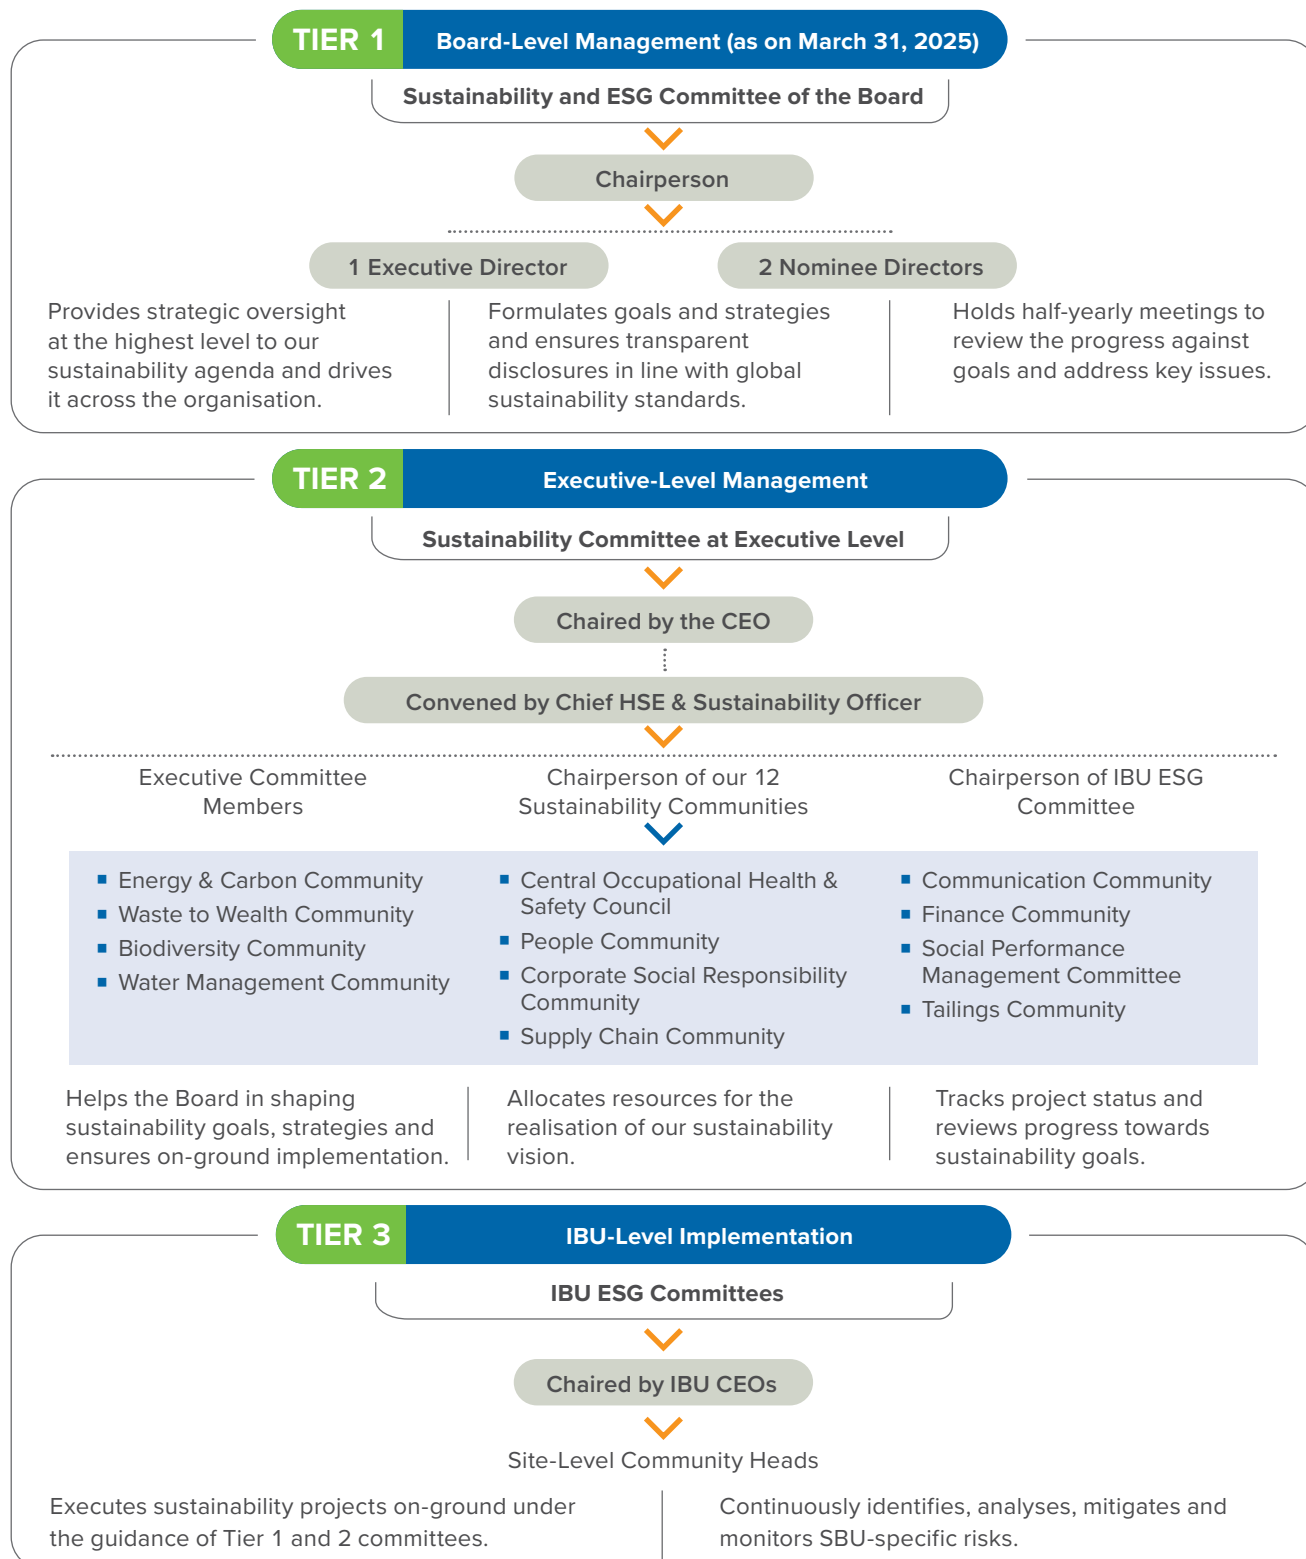 TIER 1
Board-Level Management (as on March 31, 2025)
Sustainability and ESG Committee of the Board
Chairperson
1 Executive Director
2 Nominee Directors
Provides strategic oversight
at the highest level to our
sustainability agenda and drives
it across the organisation.
Formulates goals and strategies
and ensures transparent
disclosures in line with global
sustainability standards.
Holds half-yearly meetings to
review the progress against
goals and address key issues.
TIER 2
Executive-Level Management
Sustainability Committee at Executive Level
Chaired by the CEO
Convened by Chief HSE & Sustainability Officer
Executive Committee
Members
Chairperson of our 12
Sustainability Communities
Chairperson of IBU ESG
Committee
Energy & Carbon Community
Waste to Wealth Community
Biodiversity Community
Water Management Community
Central Occupational Health &
Safety Council
People Community
Corporate Social Responsibility
Community
Supply Chain Community
Communication Community
Finance Community
Social Performance
Management Committee
Tailings Community
Helps the Board in shaping
sustainability goals, strategies and
ensures on-ground implementation.
Allocates resources for the
realisation of our sustainability
vision.
Tracks project status and
reviews progress towards
sustainability goals.
TIER 3
IBU-Level Implementation
IBU ESG Committees
Chaired by IBU CEOs
Site-Level Community Heads
Executes sustainability projects on-ground under
the guidance of Tier 1 and 2 committees.
Continuously identifies, analyses, mitigates and
monitors SBU-specific risks.